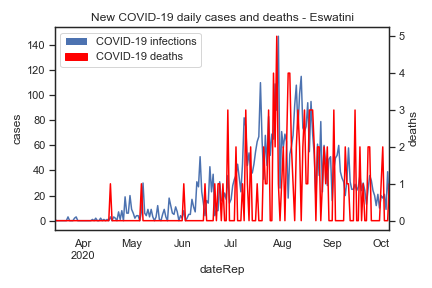 New COVID-19 daily cases and deaths - Eswatini
COVID-19 infections
COVID-19 deaths
140
120
100
80
60
40
20
0
cases
5
4
3
2
1
0
deaths
Apr
2020
May
Jun
Jul
Aug
Sep
Oct
dateRep